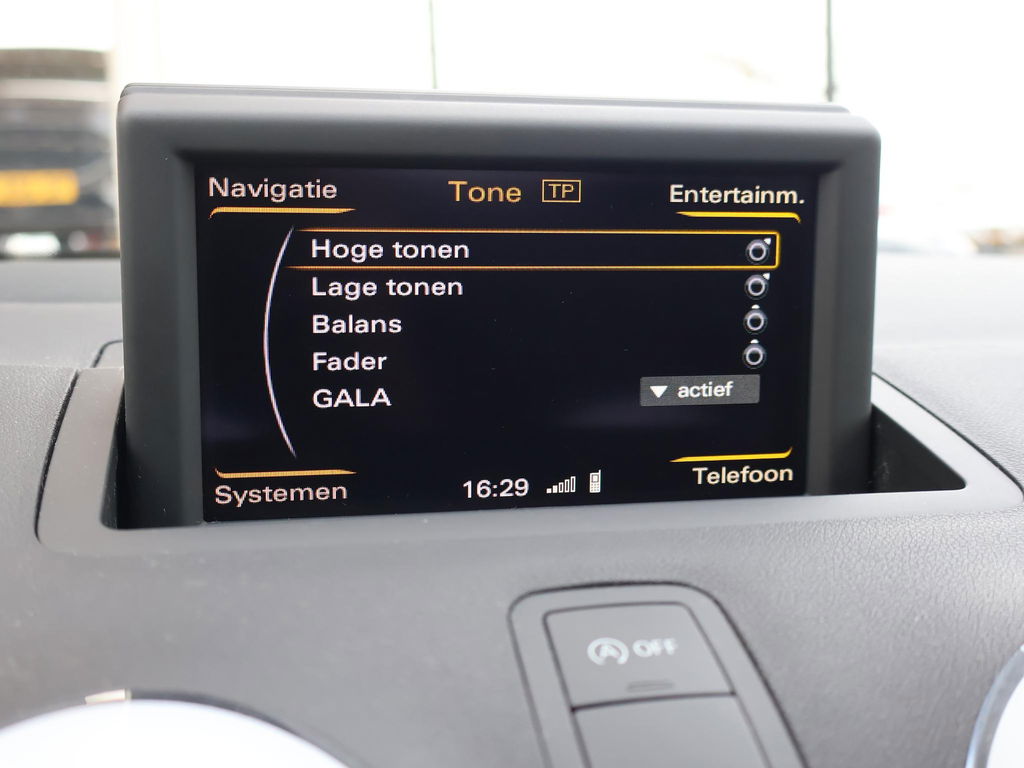 Navigatie
Tone TP
Entertainm.
Hoge tonen
Lage tonen
Balans
Fader
GALA
actief
Systemen
16:29
Telefoon
A OFF